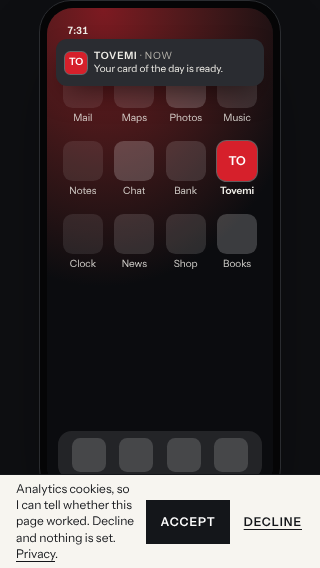 7:31
TO
TOVEMI · NOW
Your card of the day is ready.
Mail Maps Photos Music
TO
Notes Chat Bank Tovemi
Clock News Shop Books
Analytics cookies, so
I can tell whether this
page worked. Decline
and nothing is set.
Privacy.
ACCEPT
DECLINE